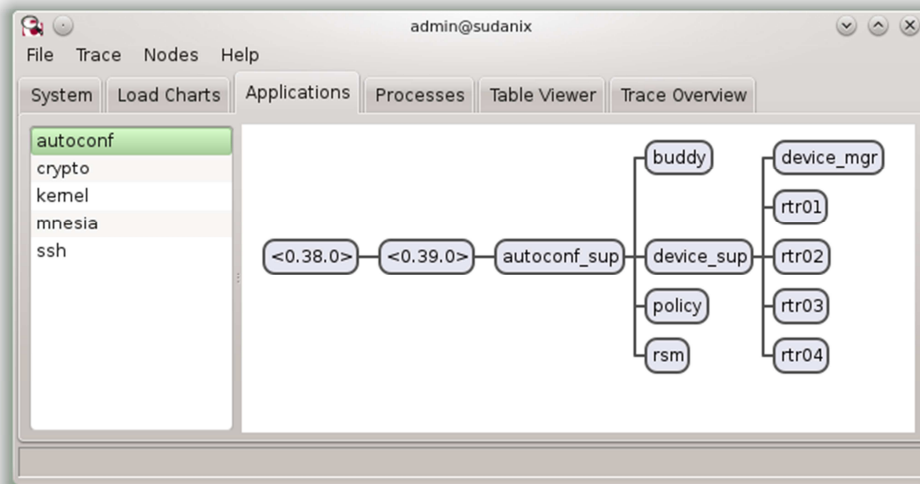 admin@sudanix
File Trace Nodes Help
System Load Charts Applications Processes Table Viewer Trace Overview
autoconf
crypto
kernel
mnesia
ssh
<0.38.0> <0.39.0> autoconf_sup
buddy
device_sup
policy
rsm
device_mgr
rtr01
rtr02
rtr03
rtr04